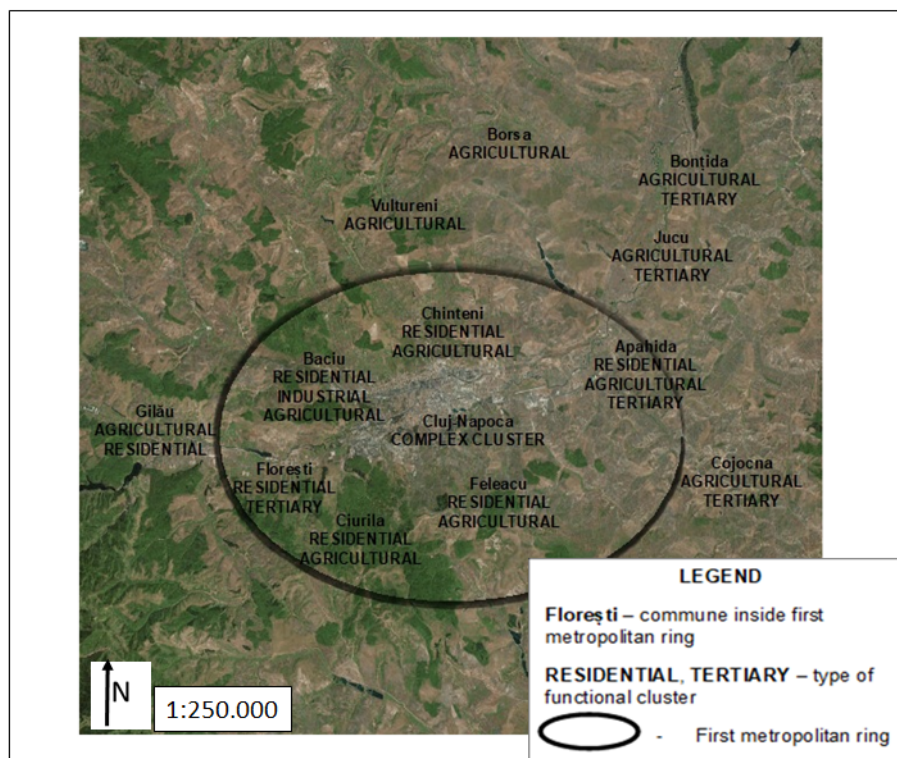 Borsa
AGRICULTURAL
Bonțida
AGRICULTURAL
TERTIARY
Vultureni
AGRICULTURAL
Jucu
AGRICULTURAL
TERTIARY
Chinteni
RESIDENTIAL
AGRICULTURAL
Apahida
RESIDENTIAL
AGRICULTURAL
TERTIARY
Baciu
RESIDENTIAL
INDUSTRIAL
AGRICULTURAL
Gilău
AGRICULTURAL
RESIDENTIAL
Cluj-Napoca
COMPLEX CLUSTER
Florești
RESIDENTIAL
TERTIARY
Feleacu
RESIDENTIAL
AGRICULTURAL
Cojocna
AGRICULTURAL
TERTIARY
Ciurila
RESIDENTIAL
AGRICULTURAL
LEGEND
Florești – commune inside first
metropolitan ring
RESIDENTIAL, TERTIARY – type of
functional cluster
- First metropolitan ring
N
1:250.000